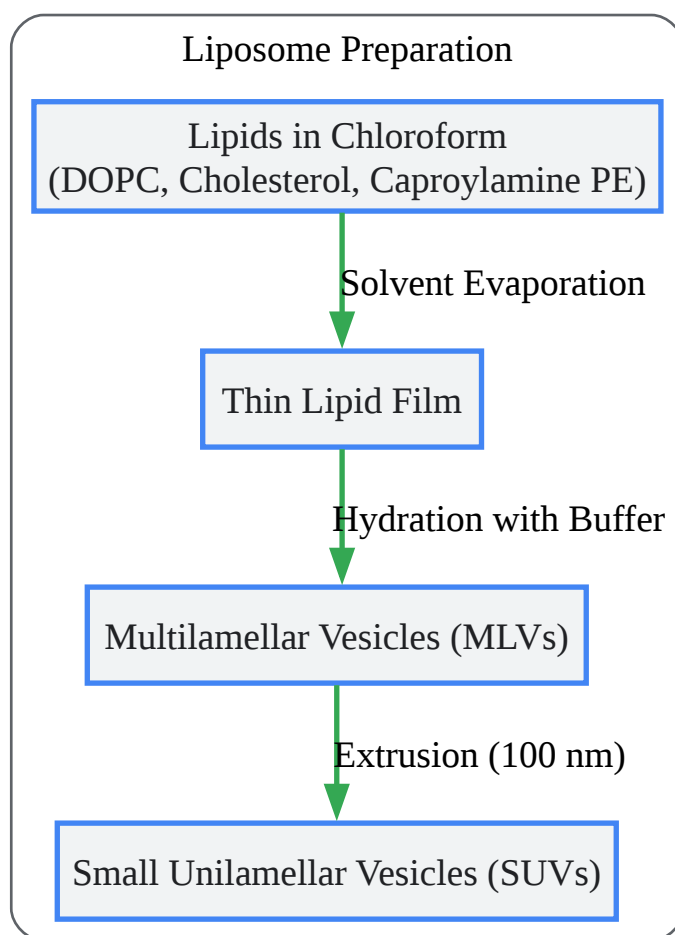 Liposome Preparation
Lipids in Chloroform
(DOPC, Cholesterol, Caproylamine PE)
Solvent Evaporation
Thin Lipid Film
Hydration with Buffer
Multilamellar Vesicles (MLVs)
Extrusion (100 nm)
Small Unilamellar Vesicles (SUVs)